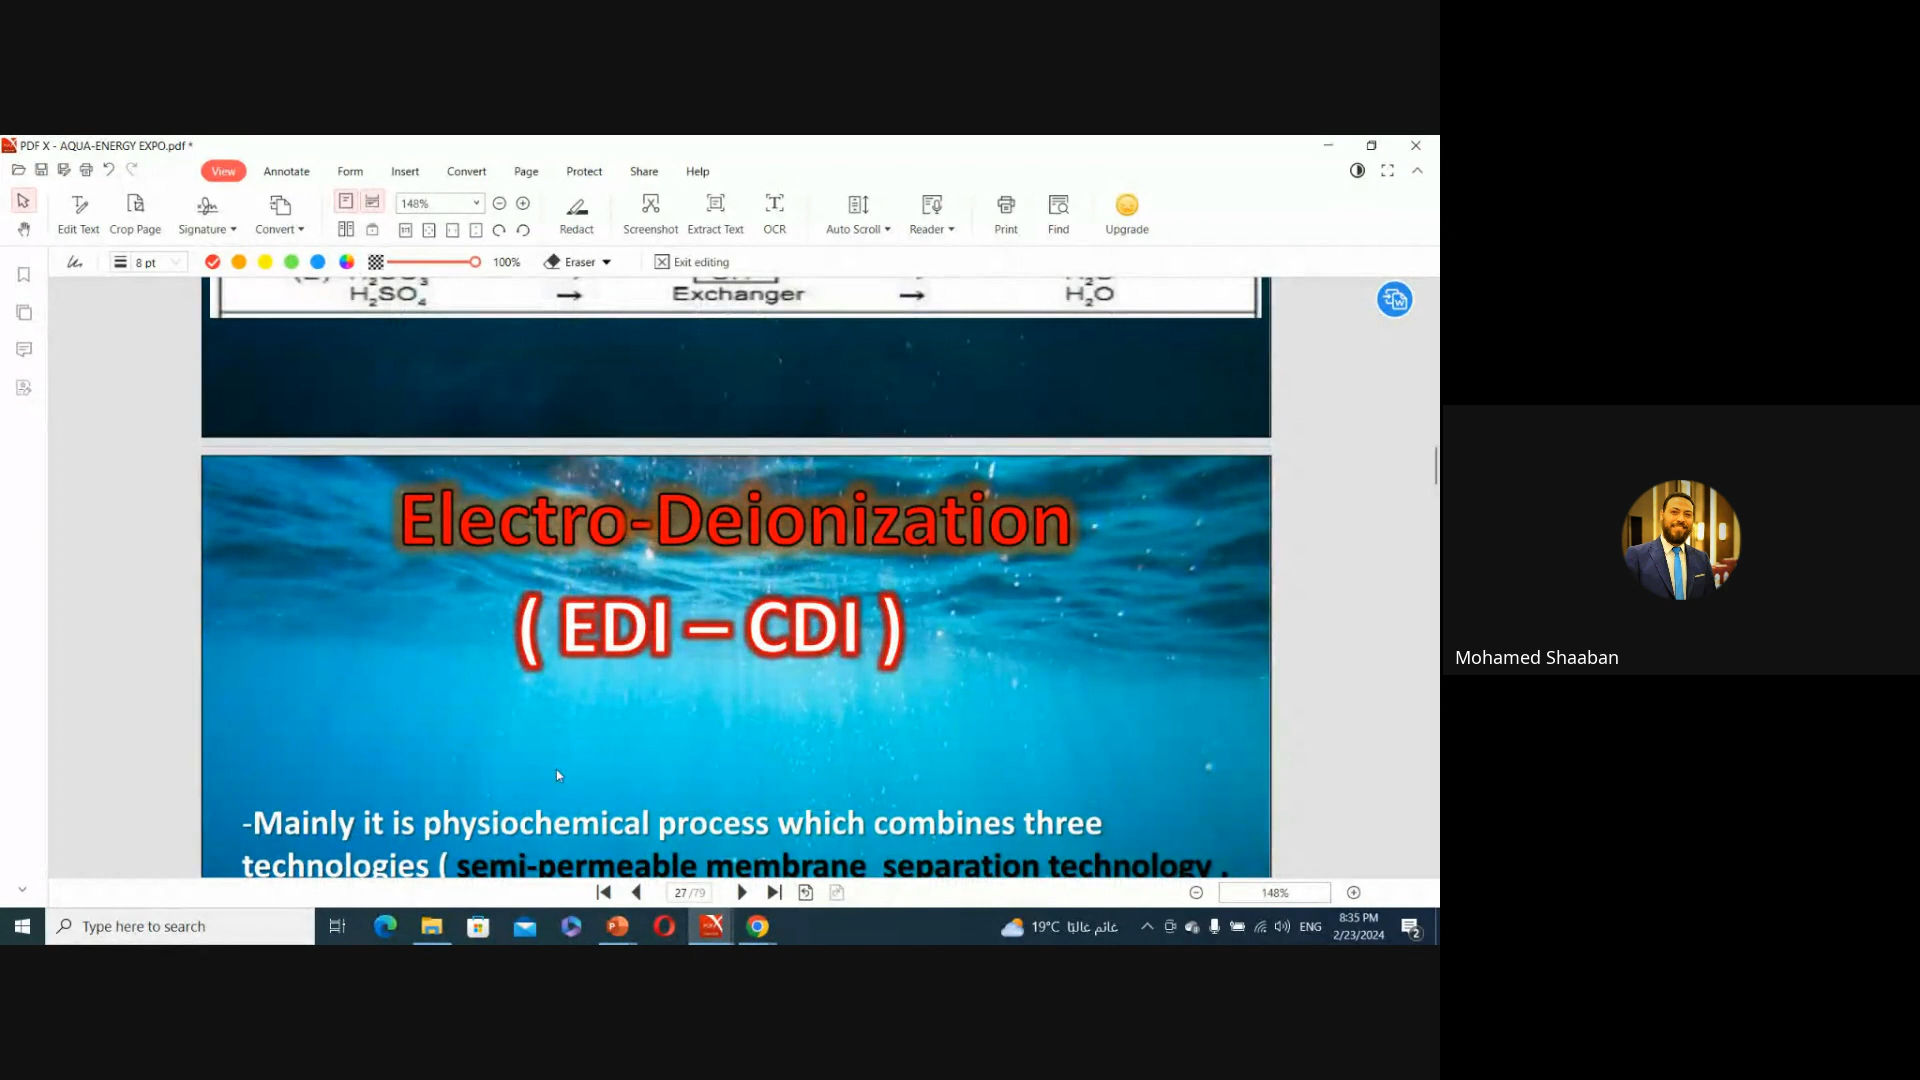 PDF X - AQUA-ENERGY EXPO.pdf *
View Annotate Form Insert Convert Page Protect Share Help
148%
Edit Text Crop Page Signature Convert Redact Screenshot Extract Text OCR Auto Scroll Reader Print Find Upgrade
8 pt 100% Eraser Exit editing
H₂SO₄ → Exchanger → H₂O
Electro-Deionization
( EDI – CDI )
-Mainly it is physiochemical process which combines three
technologies ( semi-permeable membrane separation technology ,
27 /79 148%
Type here to search
19°C غائم غالبًا
ENG
8:35 PM
2/23/2024
2
Mohamed Shaaban